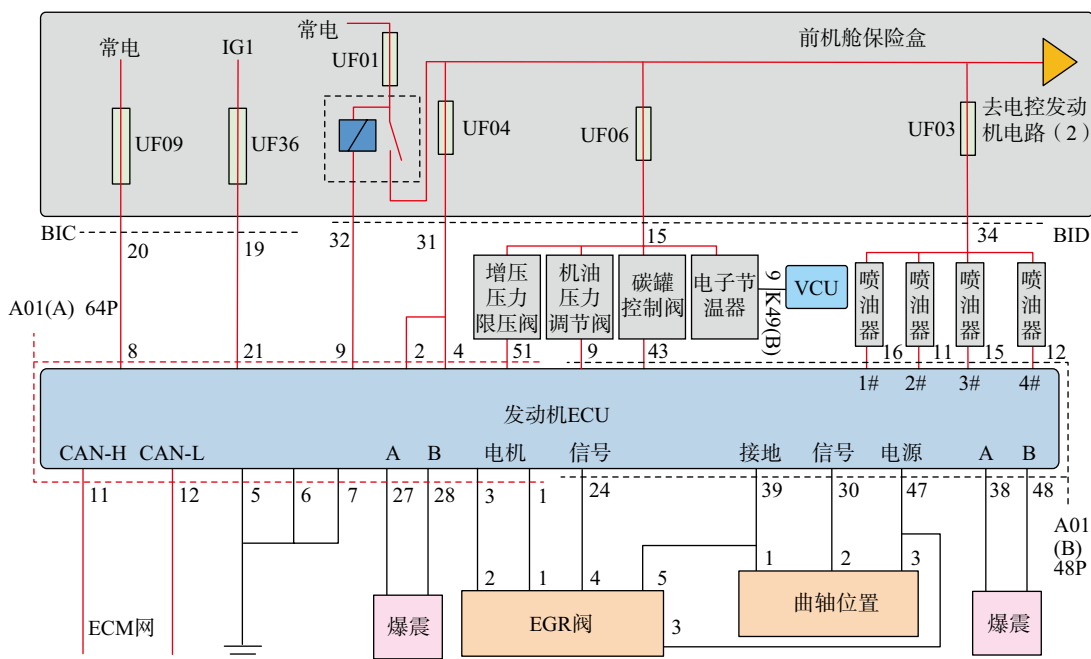 常电
IG1
常电
UF01
前机舱保险盒
UF09
UF36
UF04
UF06
UF03
去电控发动
机电路（2）
BIC
20
19
32
31
15
34
BID
增压
压力
限压阀
机油
压力
调节阀
碳罐
控制阀
电子节
温器
9 K49(B)
VCU
喷油器
喷油器
喷油器
喷油器
A01(A) 64P
8
21
9
2
4
51
9
43
16
11
15
12
1#
2#
3#
4#
发动机ECU
CAN-H
CAN-L
A
B
电机
信号
接地
信号
电源
A
B
11
12
5
6
7
27
28
3
1
24
39
30
47
38
48
A01
(B)
48P
2
1
4
5
1
2
3
ECM网
爆震
EGR阀
3
曲轴位置
爆震